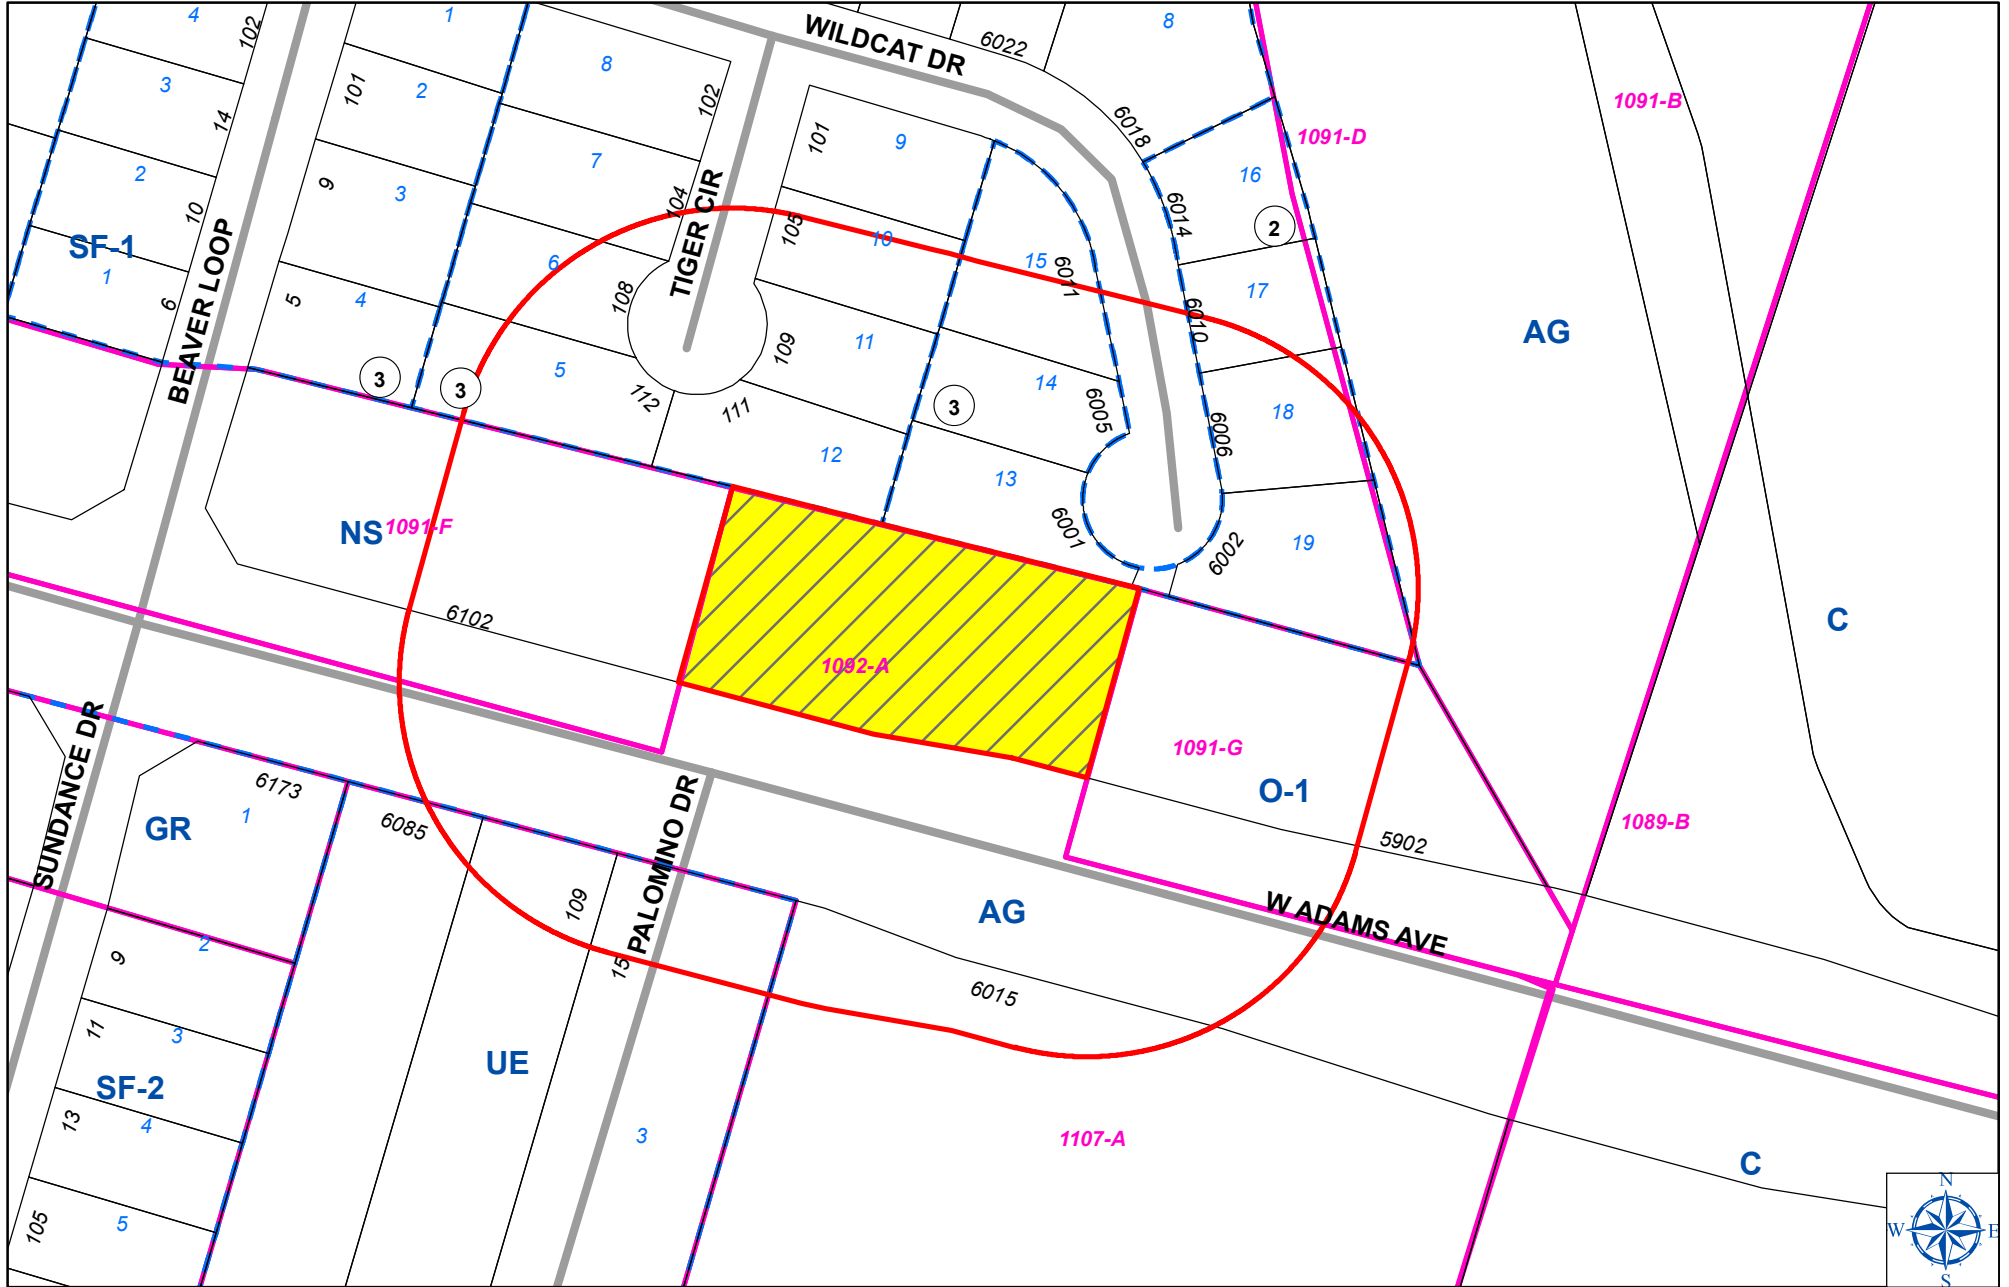 4
102
1
WILDCAT DR
6022
8
3
101
2
8
102
1091-B
14
101
9
6018
1091-D
2
10
9
3
7
104
TIGER CIR
105
10
16
6014
2
SF-1
1
6
BEAVER LOOP
5
4
6
108
15
6011
17
6010
AG
3
3
5
112
109
11
111
12
3
14
6005
13
18
6006
NS
1091-F
6001
6002
19
6102
1092-A
C
SUNDANCE DR
6173
1
GR
6085
PALOMINO DR
109
15
1091-G
O-1
5902
1089-B
AG
W ADAMS AVE
6015
9
2
11
3
SF-2
13
4
105
5
UE
3
1107-A
C
N
W
E
S